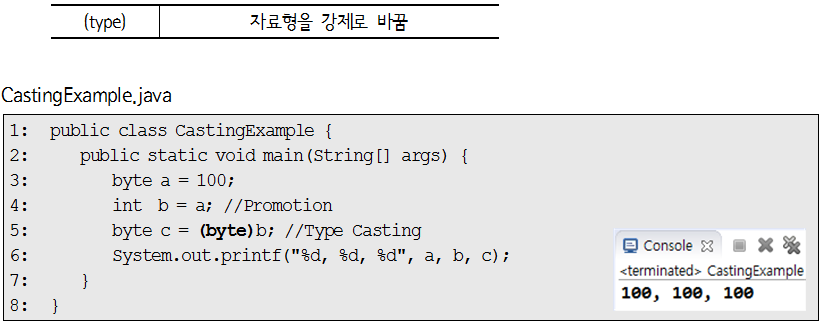 (type) 자료형을 강제로 바꿈
CastingExample.java
1: public class CastingExample {
2: public static void main(String[] args) {
3: byte a = 100;
4: int b = a; //Promotion
5: byte c = (byte)b; //Type Casting
6: System.out.printf("%d, %d, %d", a, b, c);
7: }
8: }
Console
<terminated> CastingExample
100, 100, 100